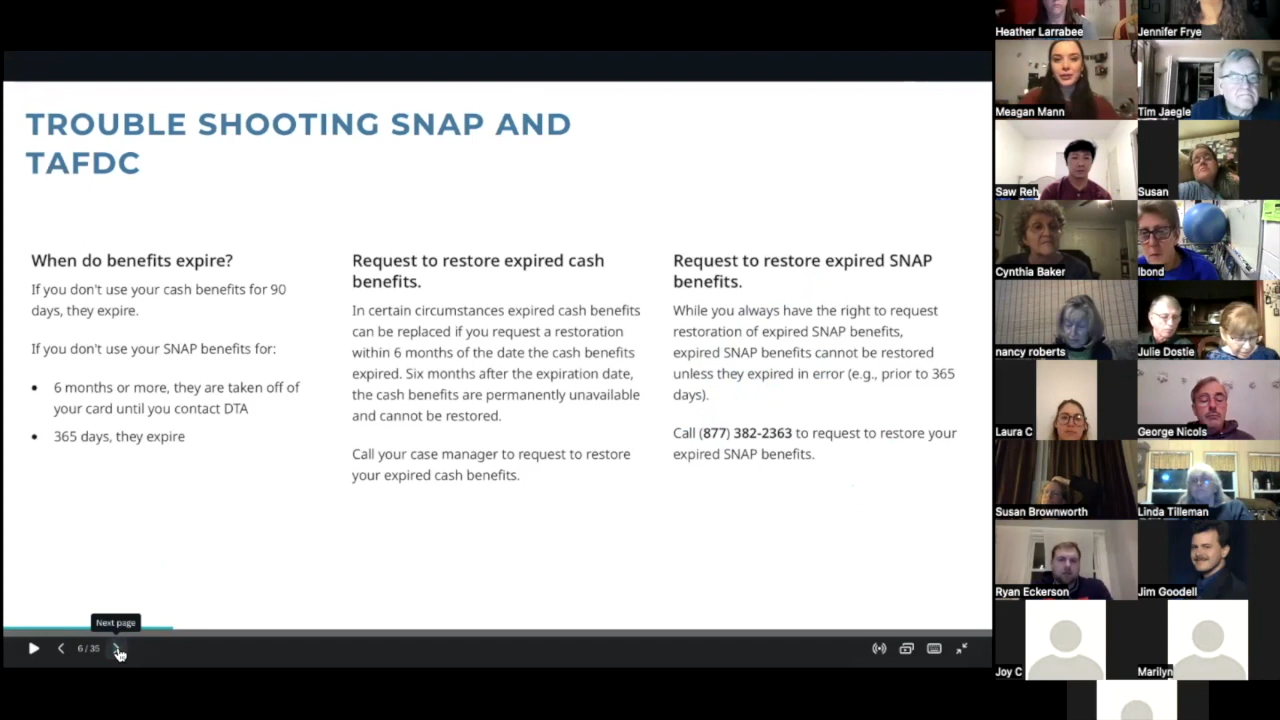 TROUBLE SHOOTING SNAP AND
TAFDC
When do benefits expire?
If you don't use your cash benefits for 90
days, they expire.
If you don't use your SNAP benefits for:
• 6 months or more, they are taken off of
your card until you contact DTA
• 365 days, they expire
Request to restore expired cash
benefits.
In certain circumstances expired cash benefits
can be replaced if you request a restoration
within 6 months of the date the cash benefits
expired. Six months after the expiration date,
the cash benefits are permanently unavailable
and cannot be restored.
Call your case manager to request to restore
your expired cash benefits.
Request to restore expired SNAP
benefits.
While you always have the right to request
restoration of expired SNAP benefits,
expired SNAP benefits cannot be restored
unless they expired in error (e.g., prior to 365
days).
Call (877) 382-2363 to request to restore your
expired SNAP benefits.
Next page
6 / 35
Heather Larrabee
Jennifer Frye
Meagan Mann
Tim Jaegle
Saw Reh
Susan
Cynthia Baker
lbond
nancy roberts
Julie Dostie
Laura C
George Nicols
Susan Brownworth
Linda Tilleman
Ryan Eckerson
Jim Goodell
Joy C
Marilyn